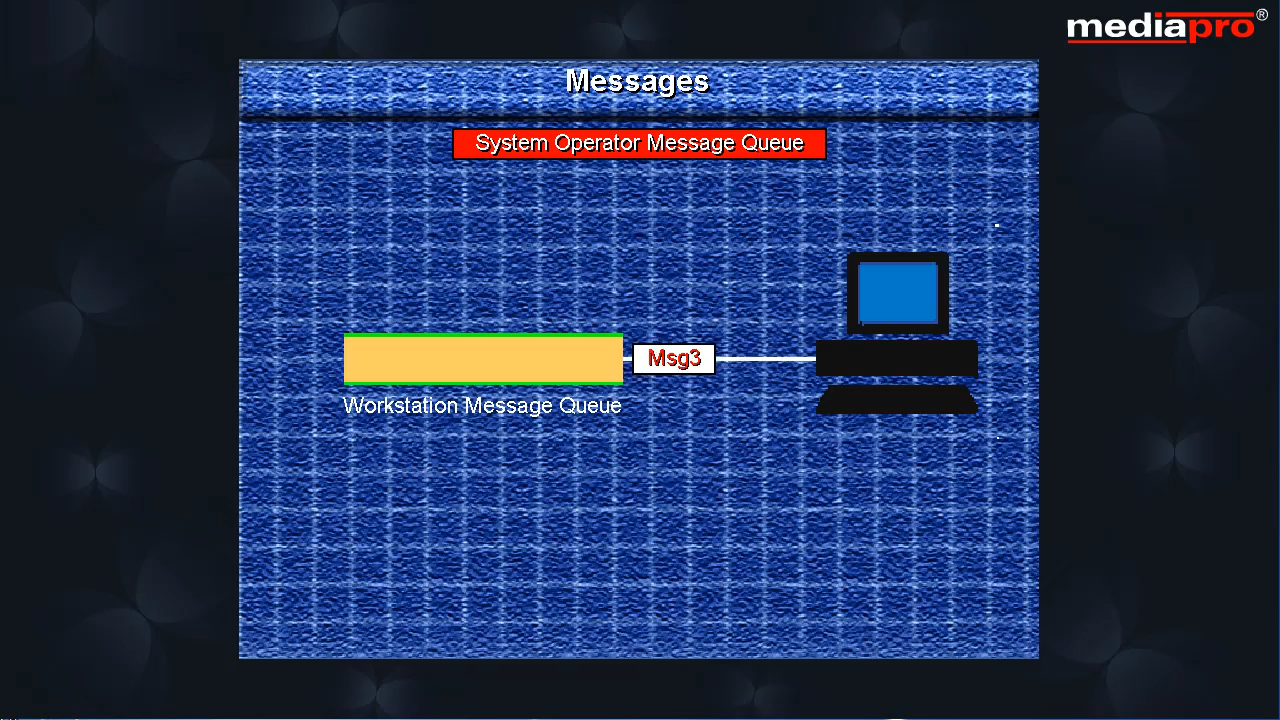 mediapro®
Messages
System Operator Message Queue
Msg3
Workstation Message Queue